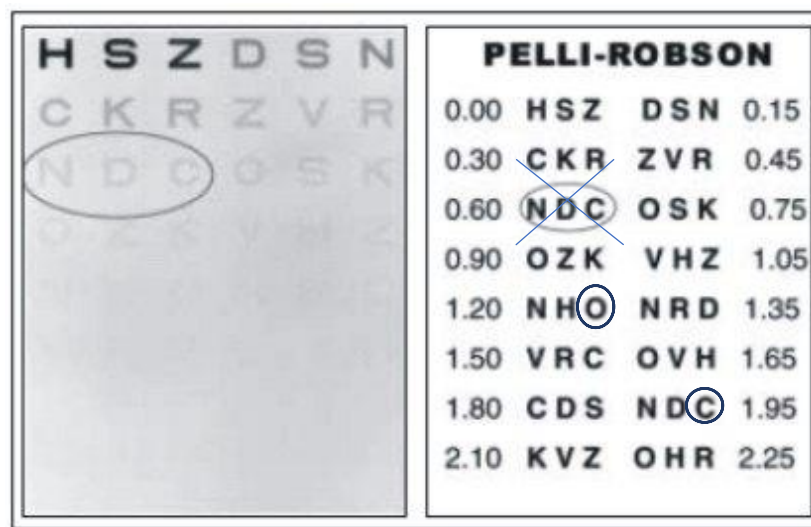 H S Z D S N
C K R Z V R
N D C O S K
O Z K V H Z
PELLI-ROBSON
0.00 HSZ DSN 0.15
0.30 CKR ZVR 0.45
0.60 NDC OSK 0.75
0.90 OZK VHZ 1.05
1.20 NHO NRD 1.35
1.50 VRC OVH 1.65
1.80 CDS NDC 1.95
2.10 KVZ OHR 2.25